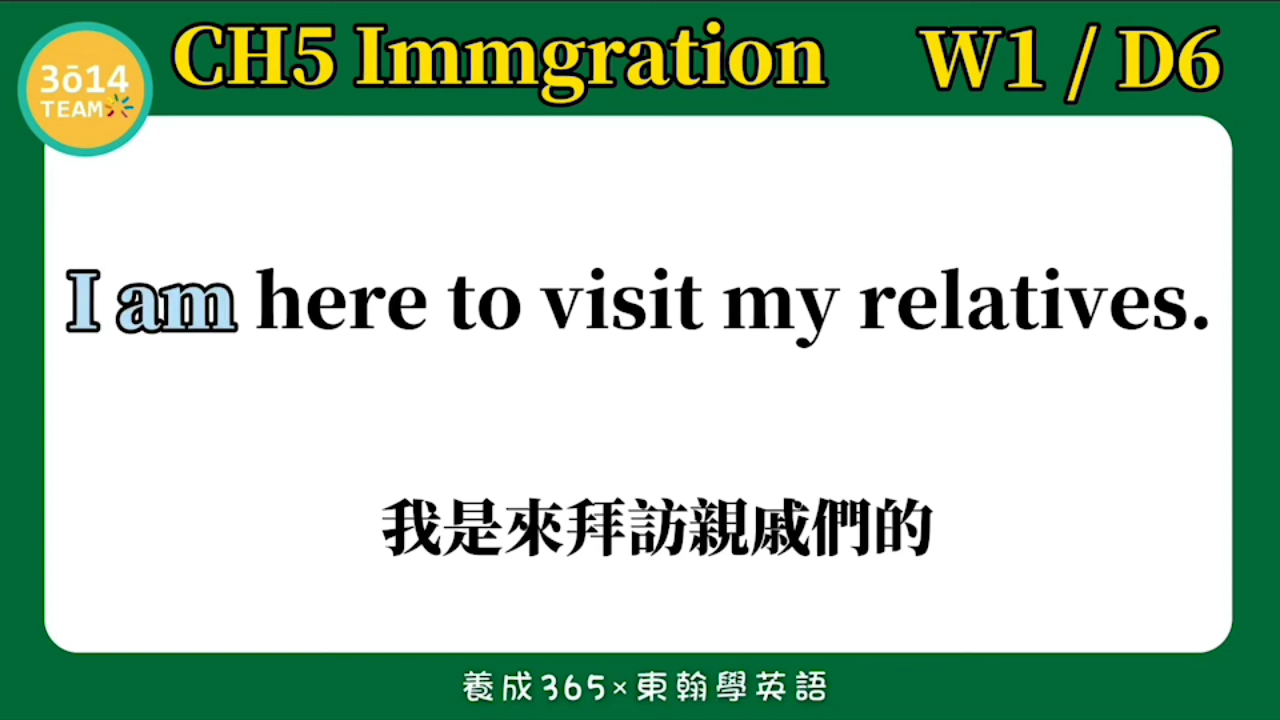 3ō14
TEAM
CH5 Immgration
W1 / D6
I am here to visit my relatives.
我是來拜訪親戚們的
養成365×東翰學英語